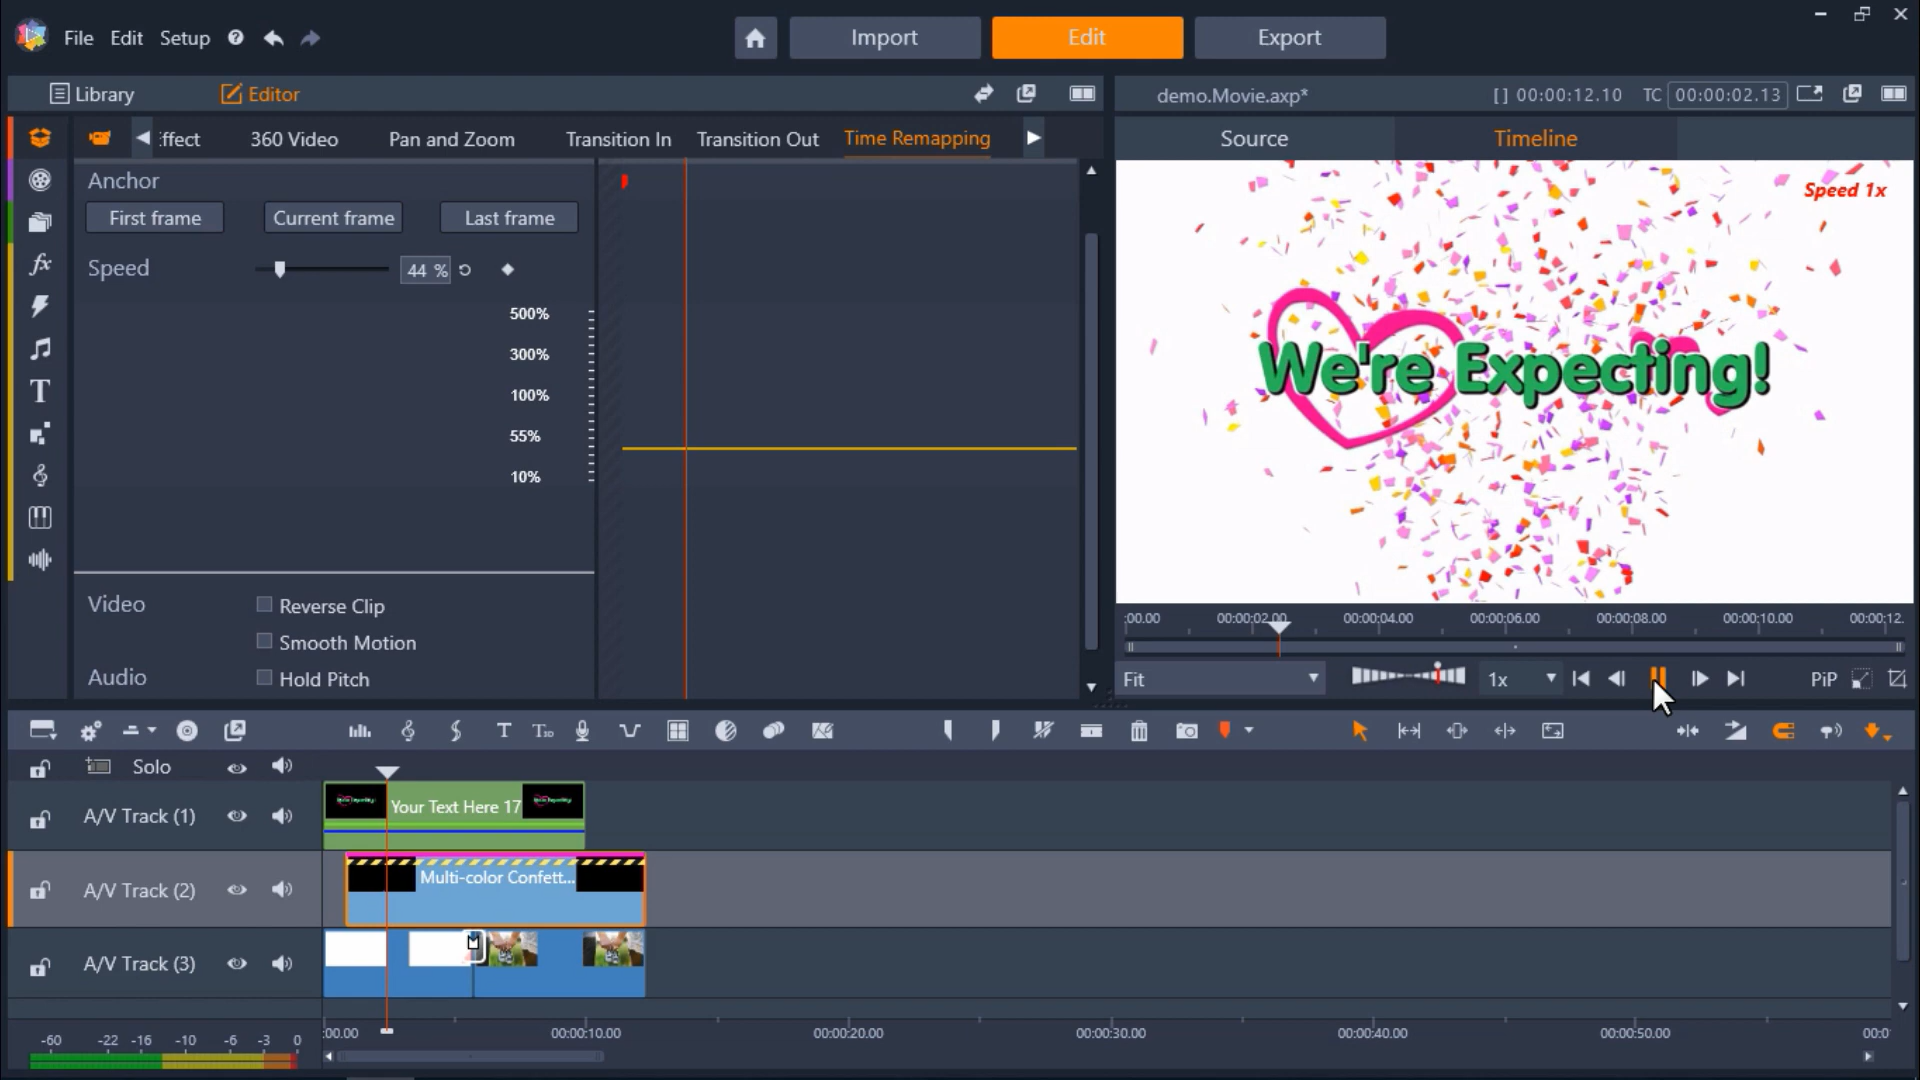 File Edit Setup Import Edit Export
Library Editor
demo.Movie.axp* [ ] 00:00:12.10 TC 00:00:02.13
ffect 360 Video Pan and Zoom Transition In Transition Out Time Remapping
Source Timeline
Anchor
First frame Current frame Last frame
Speed 44 %
500%
300%
100%
55%
10%
Video Reverse Clip
Smooth Motion
Audio Hold Pitch
Speed 1x
We're Expecting!
:00.00 00:00:02.00 00:00:04.00 00:00:06.00 00:00:08.00 00:00:10.00 00:00:12.
Fit 1x PiP
Solo
A/V Track (1) Your Text Here 17
A/V Track (2) Multi-color Confett...
A/V Track (3)
:00.00 00:00:10.00 00:00:20.00 00:00:30.00 00:00:40.00 00:00:50.00 00:0
-60 -22 -16 -10 -6 -3 0